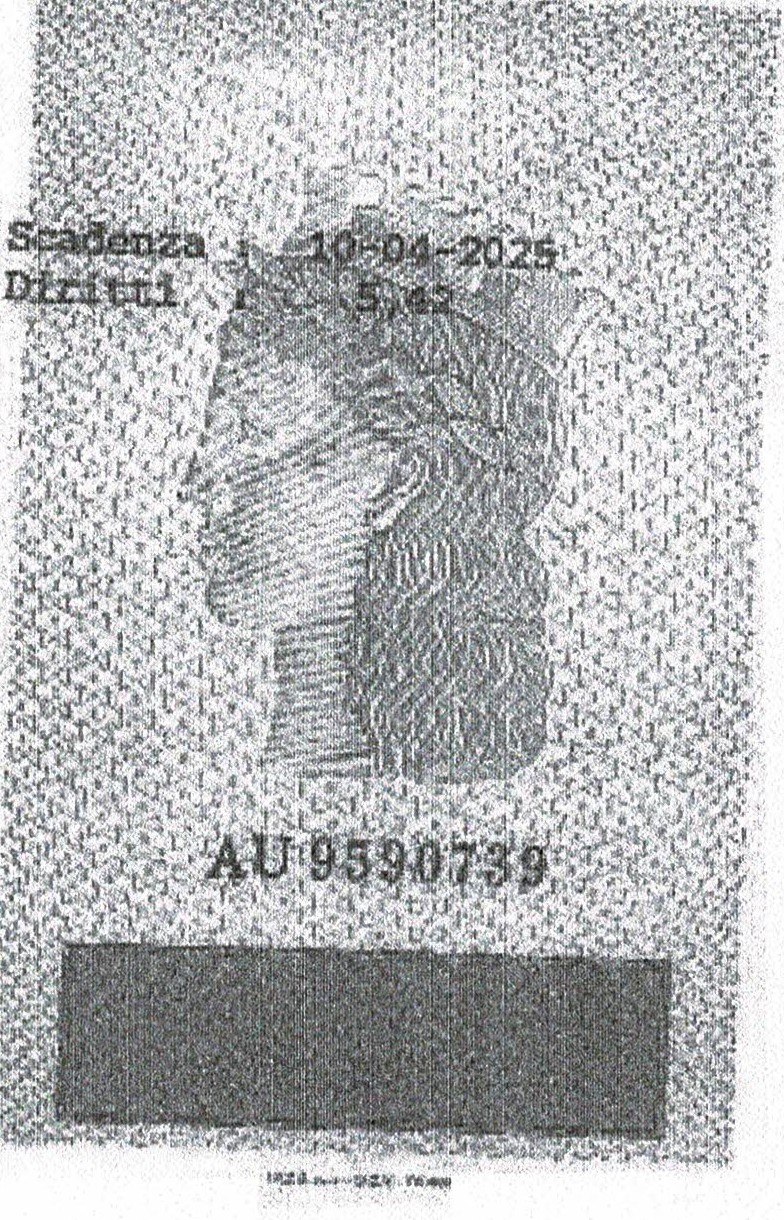 Scadenza : 10-04-2025
Diritti : 5,42
AU 9590739